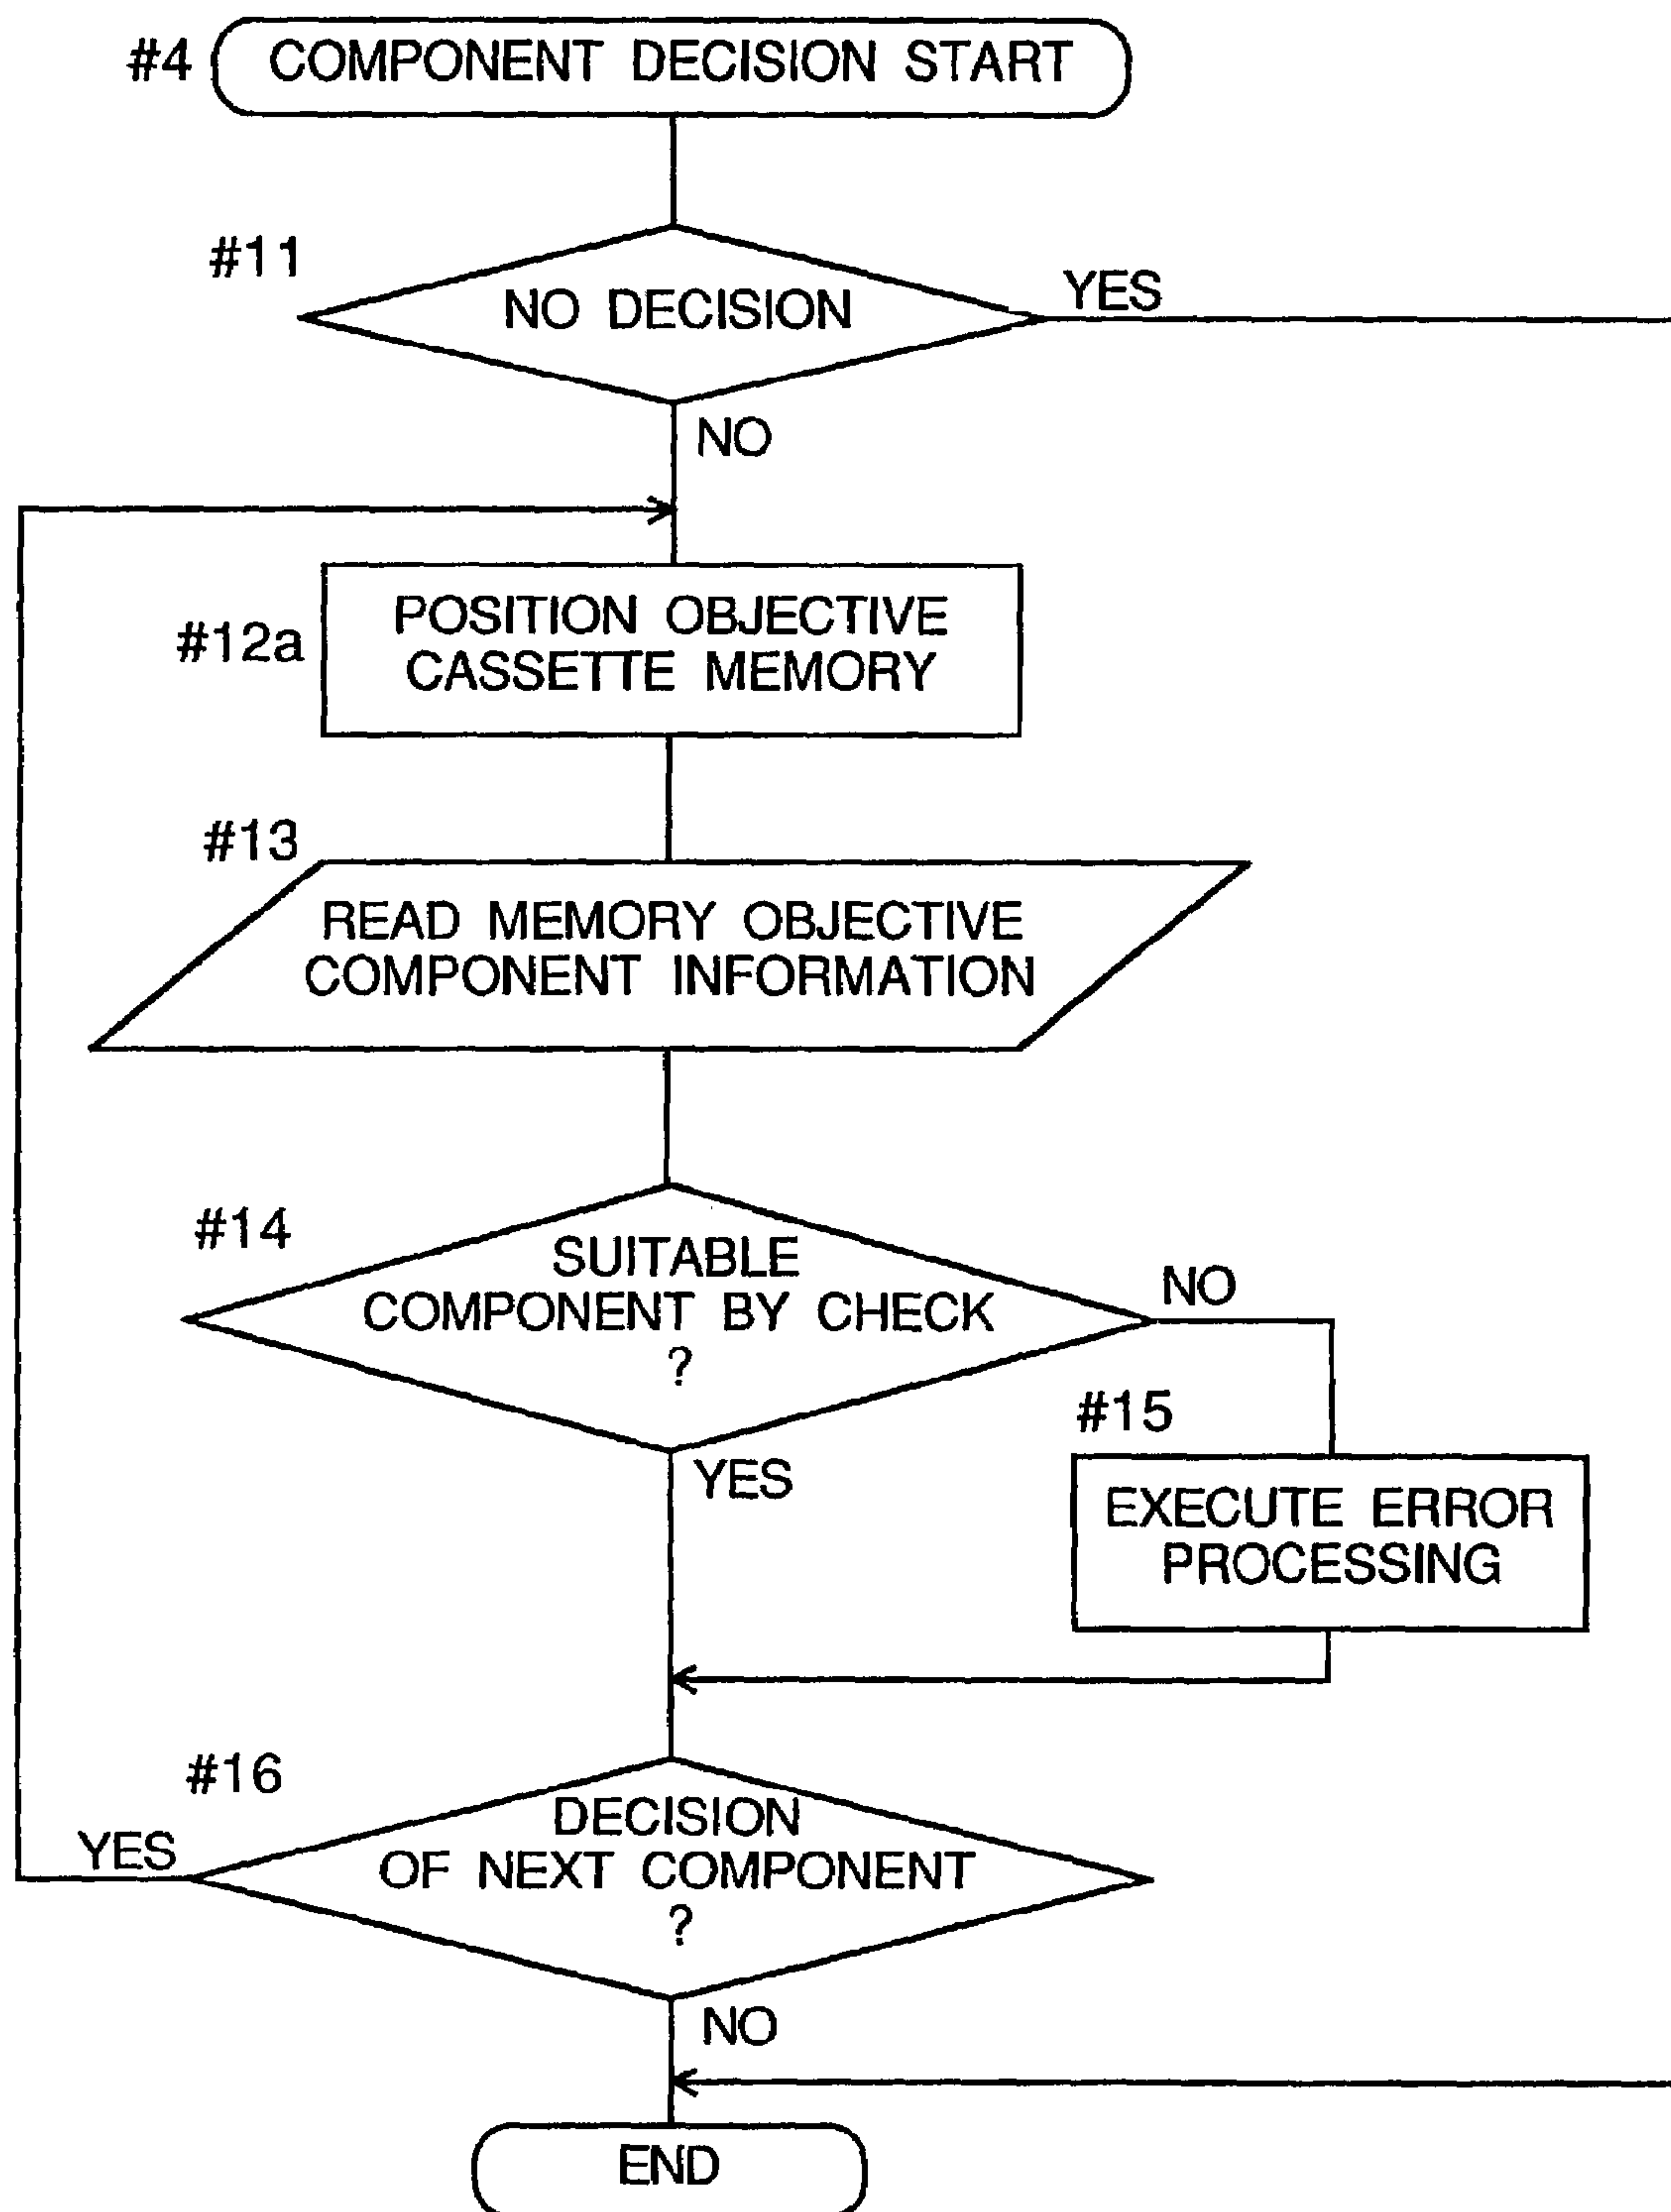 #4 COMPONENT DECISION START
#11
NO DECISION
YES
NO
#12a
POSITION OBJECTIVE
CASSETTE MEMORY
#13
READ MEMORY OBJECTIVE
COMPONENT INFORMATION
#14
SUITABLE
COMPONENT BY CHECK
?
NO
YES
#15
EXECUTE ERROR
PROCESSING
#16
DECISION
OF NEXT COMPONENT
?
YES
NO
END